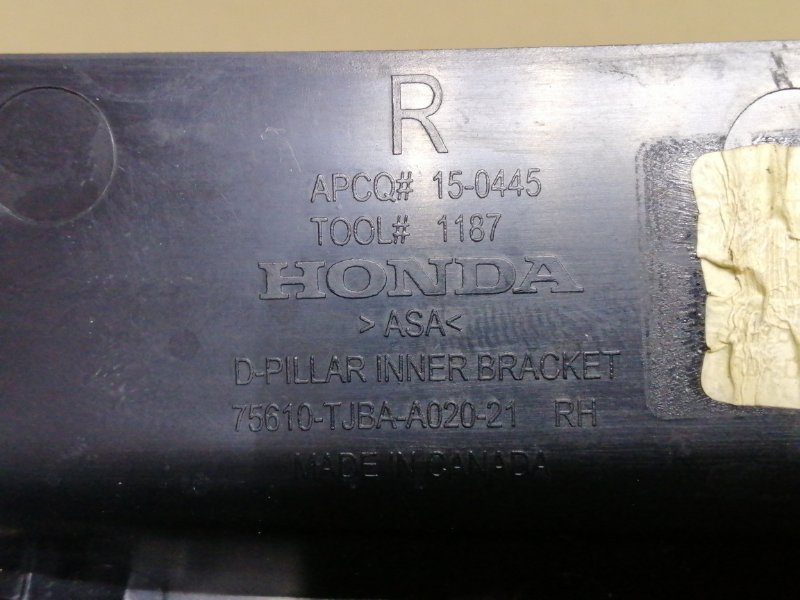 R
APCQ# 15-0445
TOOL# 1187
HONDA
>ASA<
D-PILLAR INNER BRACKET
75610-TJBA-A020-21 RH
MADE IN CANADA